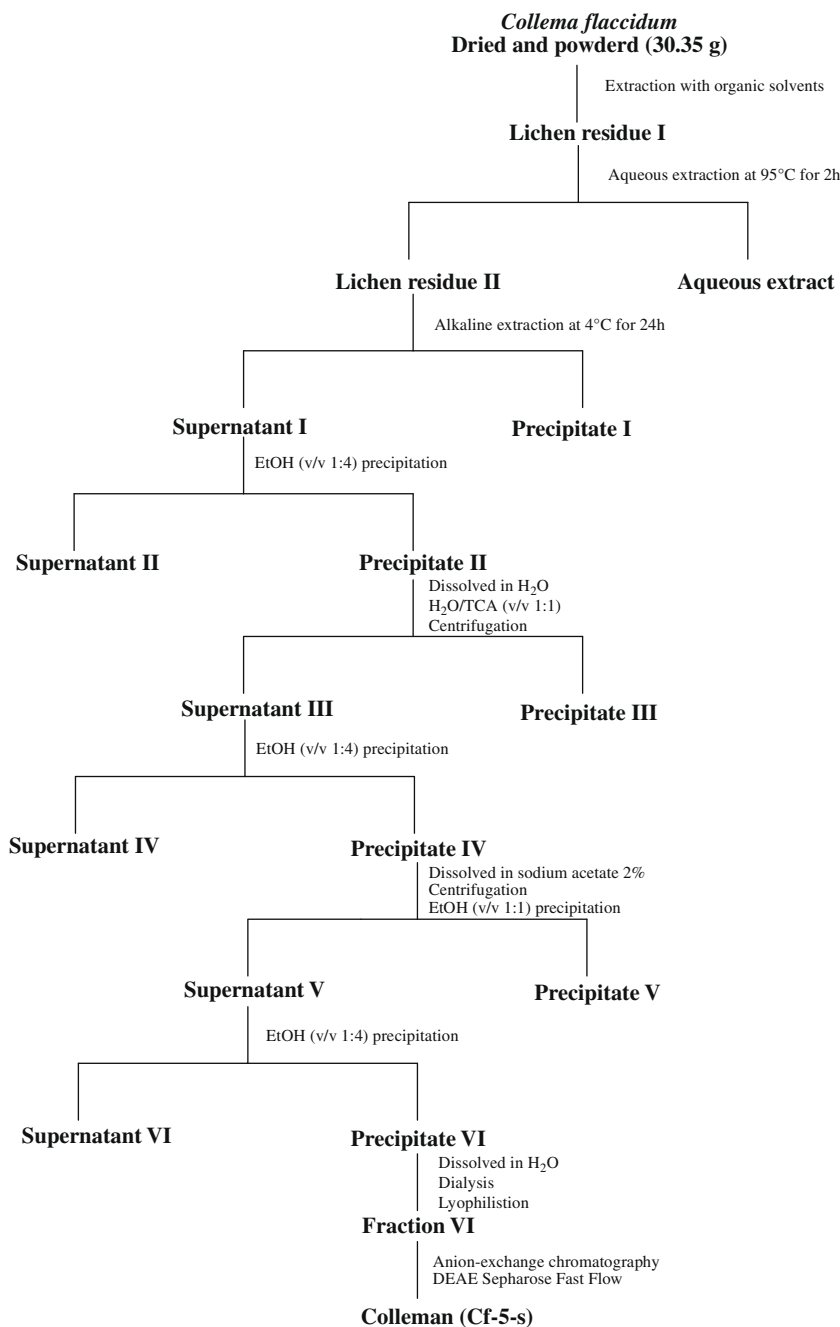 Collema flaccidum
Dried and powderd (30.35 g)
Extraction with organic solvents
Lichen residue I
Aqueous extraction at 95°C for 2h
Lichen residue II
Aqueous extract
Alkaline extraction at 4°C for 24h
Supernatant I
Precipitate I
EtOH (v/v 1:4) precipitation
Supernatant II
Precipitate II
Dissolved in H₂O
H₂O/TCA (v/v 1:1)
Centrifugation
Supernatant III
Precipitate III
EtOH (v/v 1:4) precipitation
Supernatant IV
Precipitate IV
Dissolved in sodium acetate 2%
Centrifugation
EtOH (v/v 1:1) precipitation
Supernatant V
Precipitate V
EtOH (v/v 1:4) precipitation
Supernatant VI
Precipitate VI
Dissolved in H₂O
Dialysis
Lyophilistion
Fraction VI
Anion-exchange chromatography
DEAE Sepharose Fast Flow
Colleman (Cf-5-s)